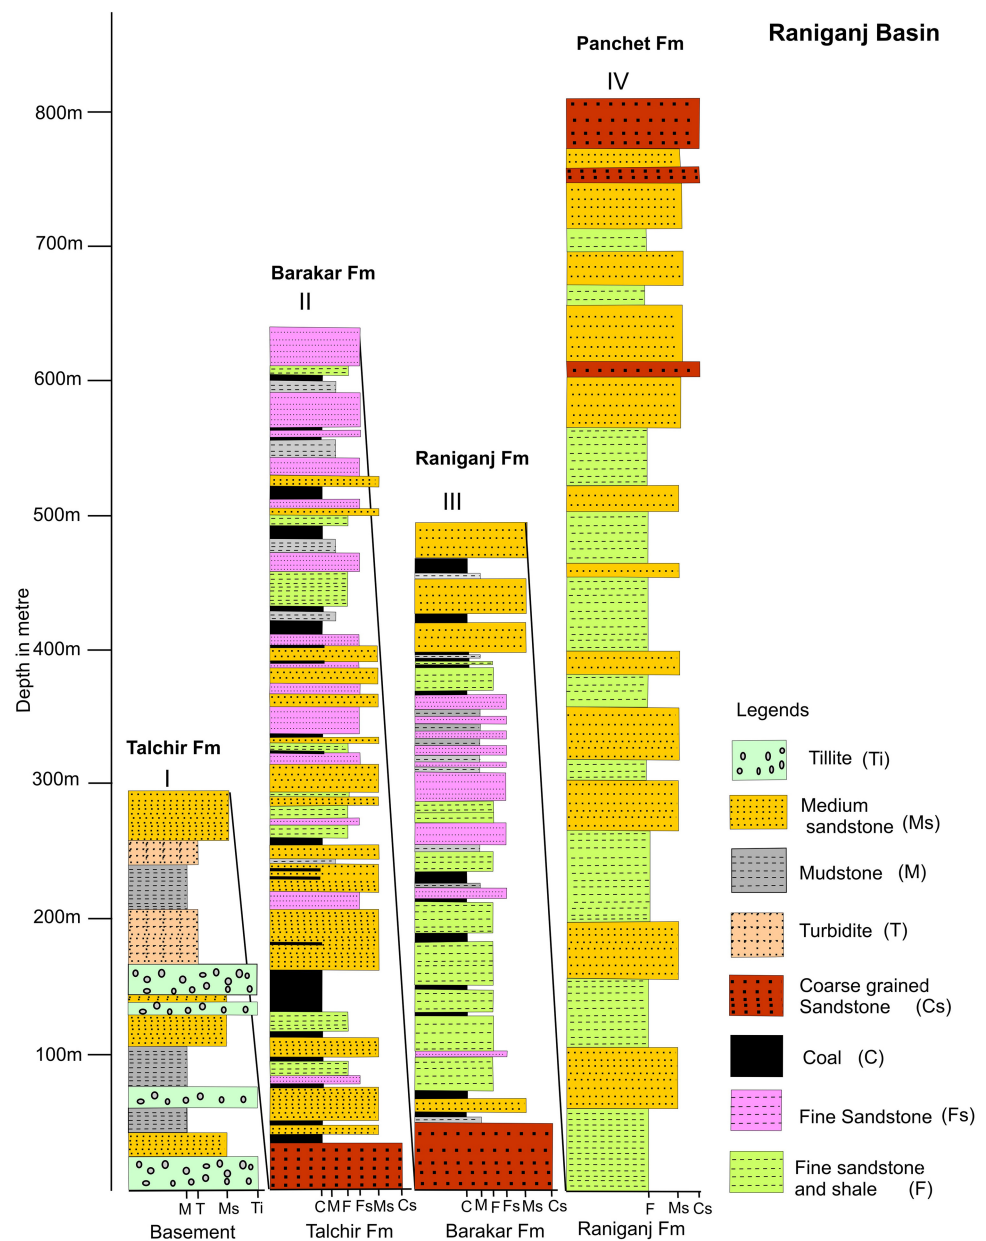 Raniganj Basin
Panchet Fm
IV
800m
700m
Barakar Fm
II
600m
Raniganj Fm
III
500m
400m
Depth in metre
Talchir Fm
I
300m
200m
100m
Legends
Tillite (Ti)
Medium
sandstone (Ms)
Mudstone (M)
Turbidite (T)
Coarse grained
Sandstone (Cs)
Coal (C)
Fine Sandstone (Fs)
Fine sandstone
and shale (F)
M T Ms Ti
C M F Fs Ms Cs
C M F Fs Ms Cs
F Ms Cs
Basement
Talchir Fm
Barakar Fm
Raniganj Fm